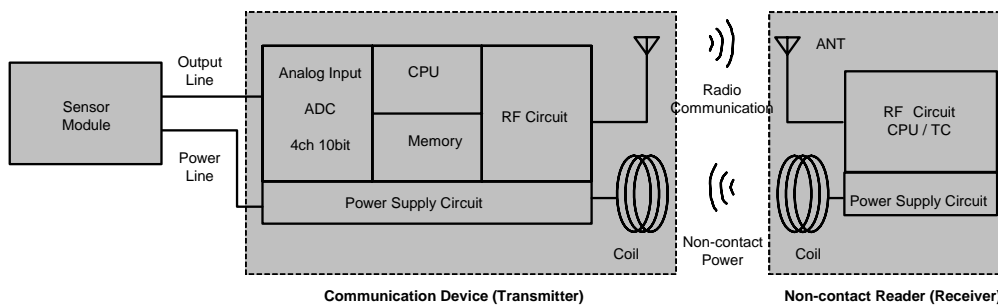 Sensor
Module
Output
Line
Power
Line
Analog Input
ADC
4ch 10bit
CPU
Memory
RF Circuit
Power Supply Circuit
Coil
Radio
Communication
Non-contact
Power
ANT
RF Circuit
CPU / TC
Power Supply Circuit
Coil
Communication Device (Transmitter)
Non-contact Reader (Receiver)